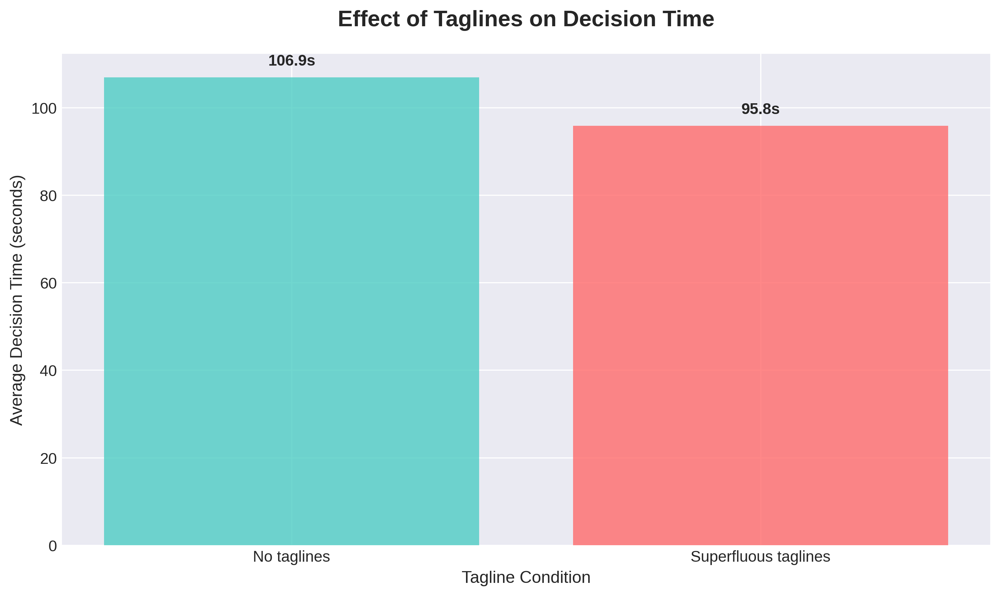 Effect of Taglines on Decision Time
106.9s
95.8s
100
80
60
40
20
0
Average Decision Time (seconds)
No taglines
Superfluous taglines
Tagline Condition